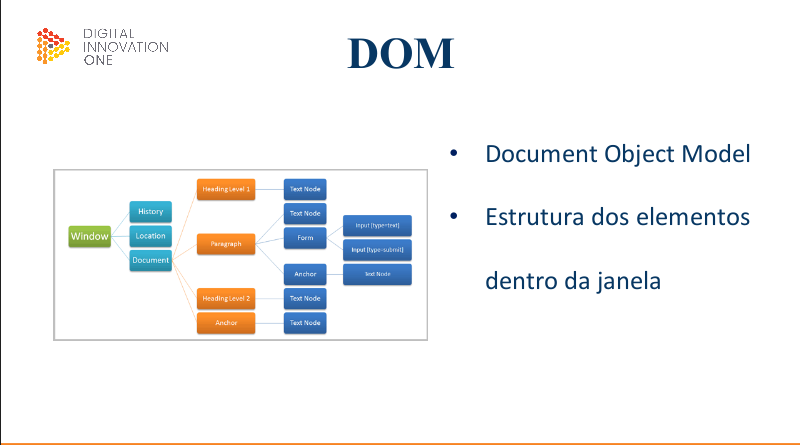 DIGITAL
INNOVATION
ONE
DOM
Document Object Model
Estrutura dos elementos
dentro da janela
Window
History
Location
Document
Heading Level 1
Paragraph
Heading Level 2
Anchor
Text Node
Text Node
Form
Anchor
Text Node
Text Node
Input [type=text]
Input [type=submit]
Text Node